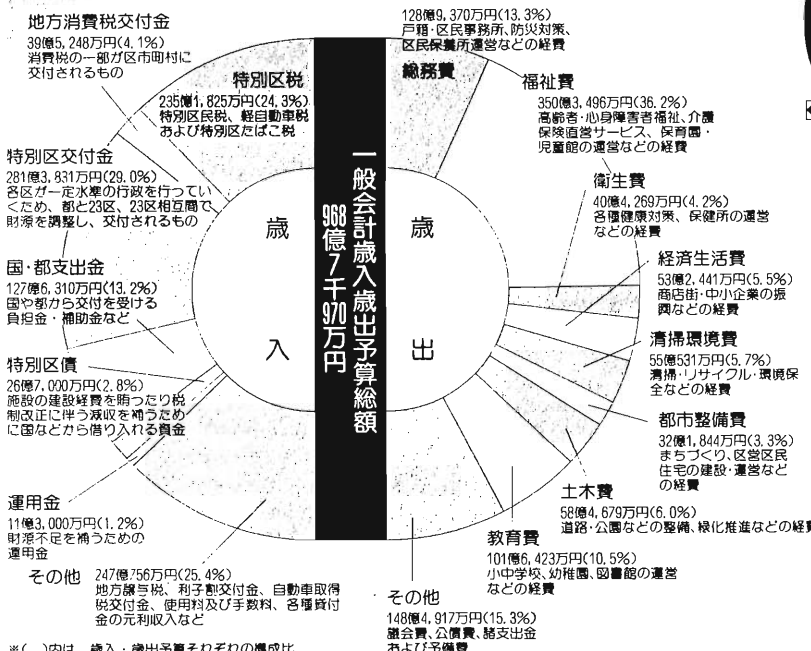 地方消費税交付金
39億5,248万円(4.1%)
消費税の一部が区市町村に
交付されるもの
特別区税
235億1,825万円(24.3%)
特別区民税、軽自動車税
および特別区たばこ税
特別区交付金
281億3,831万円(29.0%)
各区が一定水準の行政を行ってい
くため、都と23区、23区相互間で
財源を調整し、交付されるもの
国・都支出金
127億6,310万円(13.2%)
国や都から交付を受ける
負担金・補助金など
特別区債
26億7,000万円(2.8%)
施設の建設経費を賄ったり税
制改正に伴う減収を補うため
に国などから借り入れる資金
運用金
11億3,000万円(1.2%)
財源不足を補うための
運用金
その他 247億756万円(25.4%)
地方譲与税、利子割交付金、自動車取得
税交付金、使用料及び手数料、各種貸付
金の元利収入など
歳入
一般会計歳入歳出予算総額
968億7千970万円
歳出
128億9,370万円(13.3%)
戸籍・区民事務所、防災対策、
区民保養所運営などの経費
総務費
福祉費
350億3,496万円(36.2%)
高齢者・心身障害者福祉、介護
保険直営サービス、保育園・
児童館の運営などの経費
衛生費
40億4,269万円(4.2%)
各種健康対策、保健所の運営
などの経費
経済生活費
53億2,441万円(5.5%)
商店街・中小企業の振
興などの経費
清掃環境費
55億531万円(5.7%)
清掃・リサイクル・環境保
全などの経費
都市整備費
32億1,844万円(3.3%)
まちづくり、区営区民
住宅の建設・運営など
の経費
土木費
58億4,679万円(6.0%)
道路・公園などの整備、緑化推進などの経費
教育費
101億6,423万円(10.5%)
小中学校、幼稚園、図書館の運営
などの経費
その他
148億4,917万円(15.3%)
議会費、公債費、諸支出金
および予備費
※( )内は、歳入・歳出予算それぞれの構成比